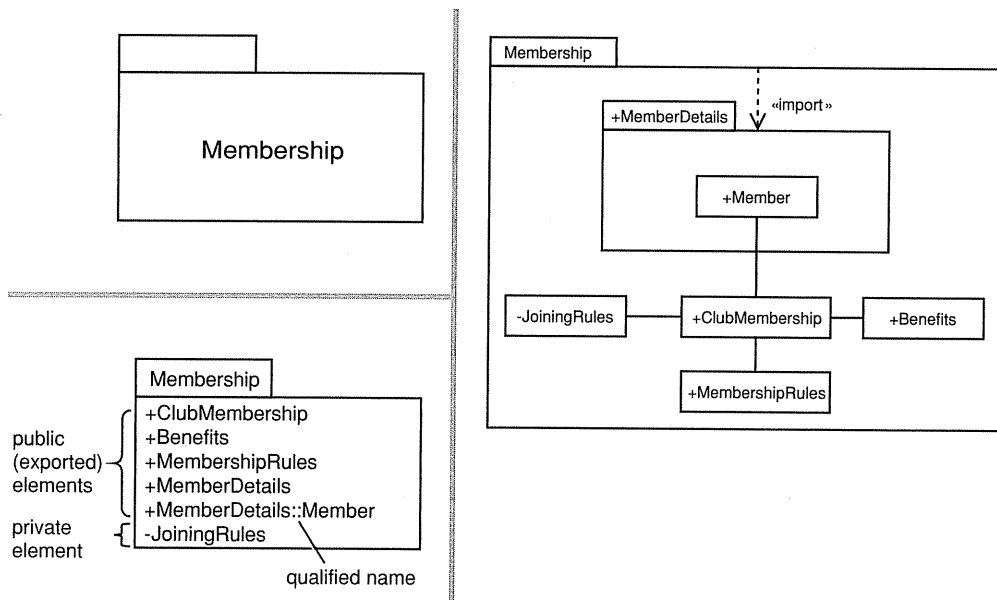 Membership
Membership
+ClubMembership
+Benefits
+MembershipRules
+MemberDetails
+MemberDetails::Member
-JoiningRules
public
(exported)
elements
private
element
qualified name
Membership
«import»
+MemberDetails
+Member
-JoiningRules
+ClubMembership
+Benefits
+MembershipRules